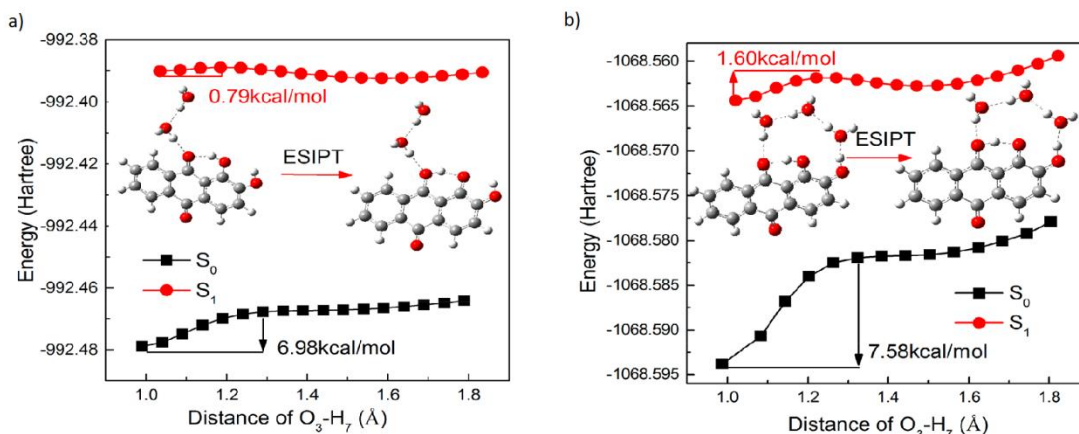 a)
-992.38
-992.40
-992.42
-992.44
-992.46
-992.48
Energy (Hartree)
0.79kcal/mol
ESIPT
S₀
S₁
6.98kcal/mol
1.0 1.2 1.4 1.6 1.8
Distance of O₃-H₇ (Å)
b)
-1068.560
-1068.565
-1068.570
-1068.575
-1068.580
-1068.585
-1068.590
-1068.595
Energy (Hartree)
1.60kcal/mol
ESIPT
S₀
S₁
7.58kcal/mol
1.0 1.2 1.4 1.6 1.8
Distance of O₃-H₇ (Å)